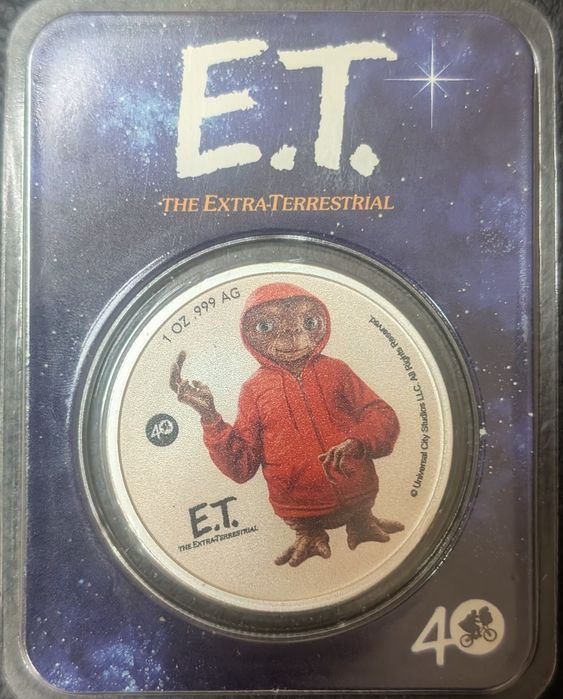 E.T.
THE EXTRA-TERRESTRIAL
1 OZ .999 AG
© Universal City Studios LLC. All Rights Reserved.
40
E.T.
THE EXTRA-TERRESTRIAL
40